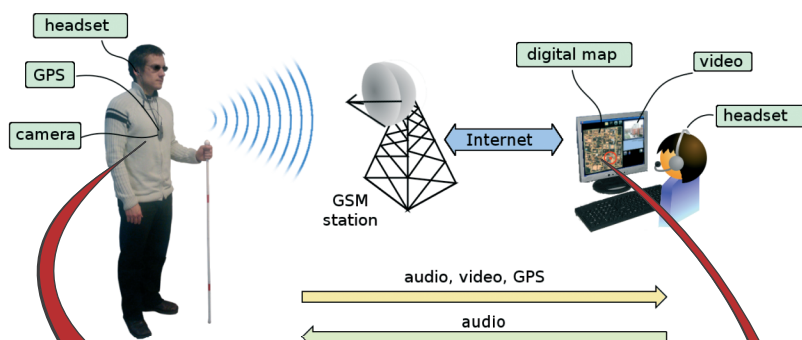 headset
GPS
camera
GSM
station
Internet
digital map
video
headset
audio, video, GPS
audio